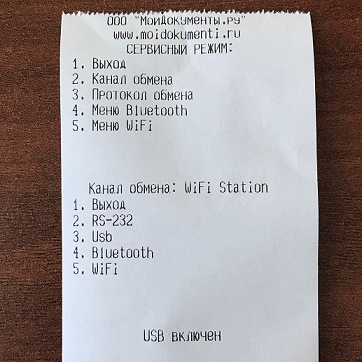 ООО "МоиДокументы.РУ"
www.moidokumenti.ru
СЕРВИСНЫЙ РЕЖИМ:
1. Выход
2. Канал обмена
3. Протокол обмена
4. Меню Bluetooth
5. Меню WiFi
Канал обмена: WiFi Station
1. Выход
2. RS-232
3. Usb
4. Bluetooth
5. WiFi
USB включен